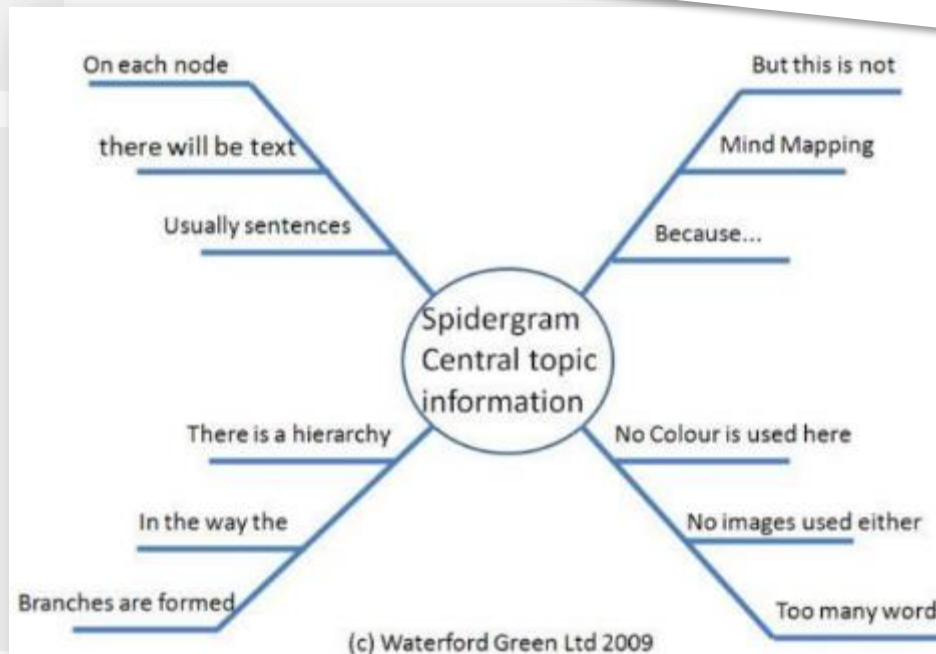 On each node
there will be text
Usually sentences
But this is not
Mind Mapping
Because...
Spidergram
Central topic
information
There is a hierarchy
In the way the
Branches are formed
No Colour is used here
No images used either
Too many word
(c) Waterford Green Ltd 2009